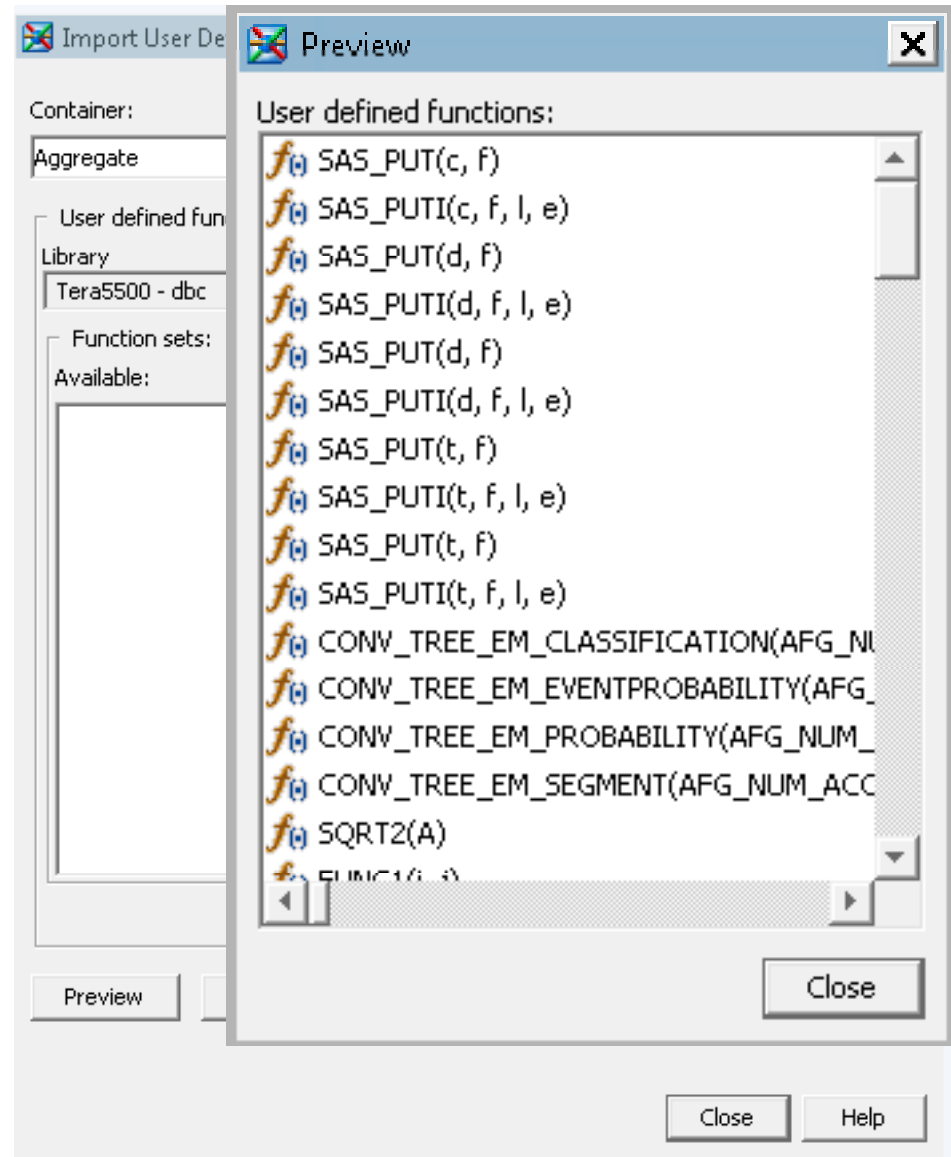 Import User De
Container:
Aggregate
User defined fun
Library
Tera5500 - dbc
Function sets:
Available:
Preview
Preview
User defined functions:
SAS_PUT(c, f)
SAS_PUTI(c, f, l, e)
SAS_PUT(d, f)
SAS_PUTI(d, f, l, e)
SAS_PUT(d, f)
SAS_PUTI(d, f, l, e)
SAS_PUT(t, f)
SAS_PUTI(t, f, l, e)
SAS_PUT(t, f)
SAS_PUTI(t, f, l, e)
CONV_TREE_EM_CLASSIFICATION(AFG_NU
CONV_TREE_EM_EVENTPROBABILITY(AFG_
CONV_TREE_EM_PROBABILITY(AFG_NUM_
CONV_TREE_EM_SEGMENT(AFG_NUM_ACC
SQRT2(A)
FUNC1(i, j)
Close
Close
Help